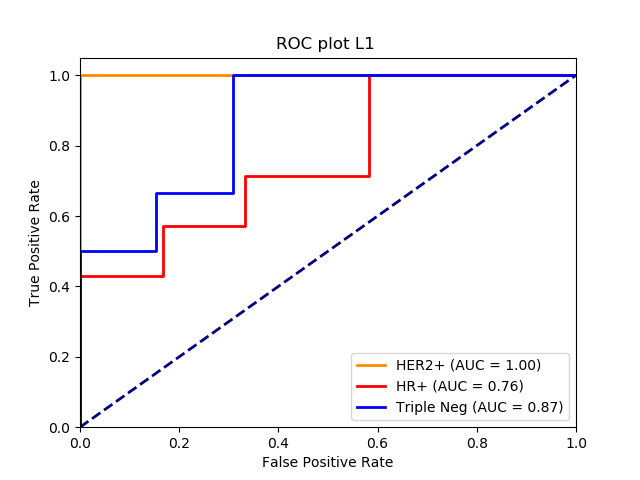 ROC plot L1
True Positive Rate
1.0
0.8
0.6
0.4
0.2
0.0
HER2+ (AUC = 1.00)
HR+ (AUC = 0.76)
Triple Neg (AUC = 0.87)
0.0 0.2 0.4 0.6 0.8 1.0
False Positive Rate